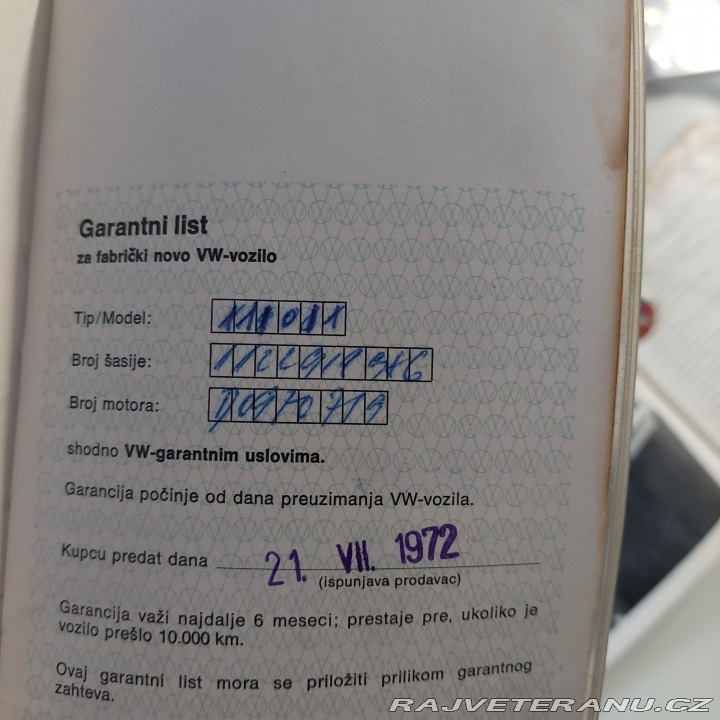 Garantni list
za fabrički novo VW-vozilo
Tip/Model: 111011
Broj šasije:
Broj motora:
shodno VW-garantnim uslovima.
Garancija počinje od dana preuzimanja VW-vozila.
Kupcu predat dana 21. VII. 1972
(ispunjava prodavac)
Garancija važi najdalje 6 meseci; prestaje pre, ukoliko je
vozilo prešlo 10.000 km.
Ovaj garantni list mora se priložiti prilikom garantnog
zahteva.
RAJVETERANU.CZ